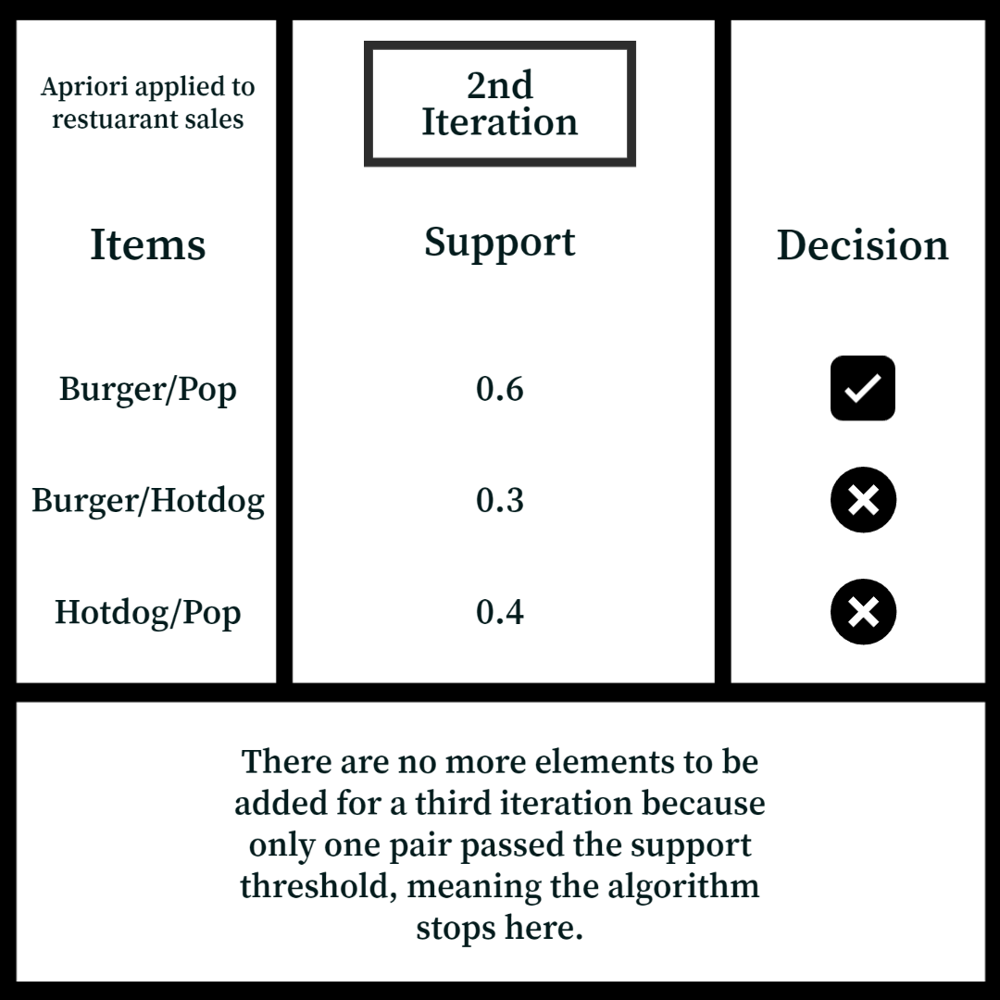 Apriori applied to
restuarant sales
2nd
Iteration
Items
Support
Decision
Burger/Pop
0.6
Burger/Hotdog
0.3
Hotdog/Pop
0.4
There are no more elements to be
added for a third iteration because
only one pair passed the support
threshold, meaning the algorithm
stops here.